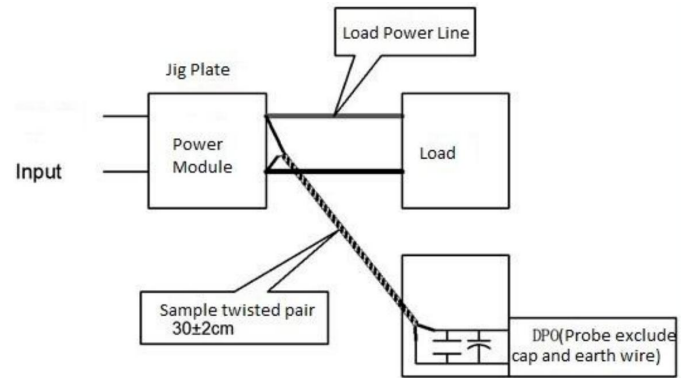 Load Power Line
Jig Plate
Power
Module
Load
Input
Sample twisted pair
30±2cm
DPO(Probe exclude
cap and earth wire)